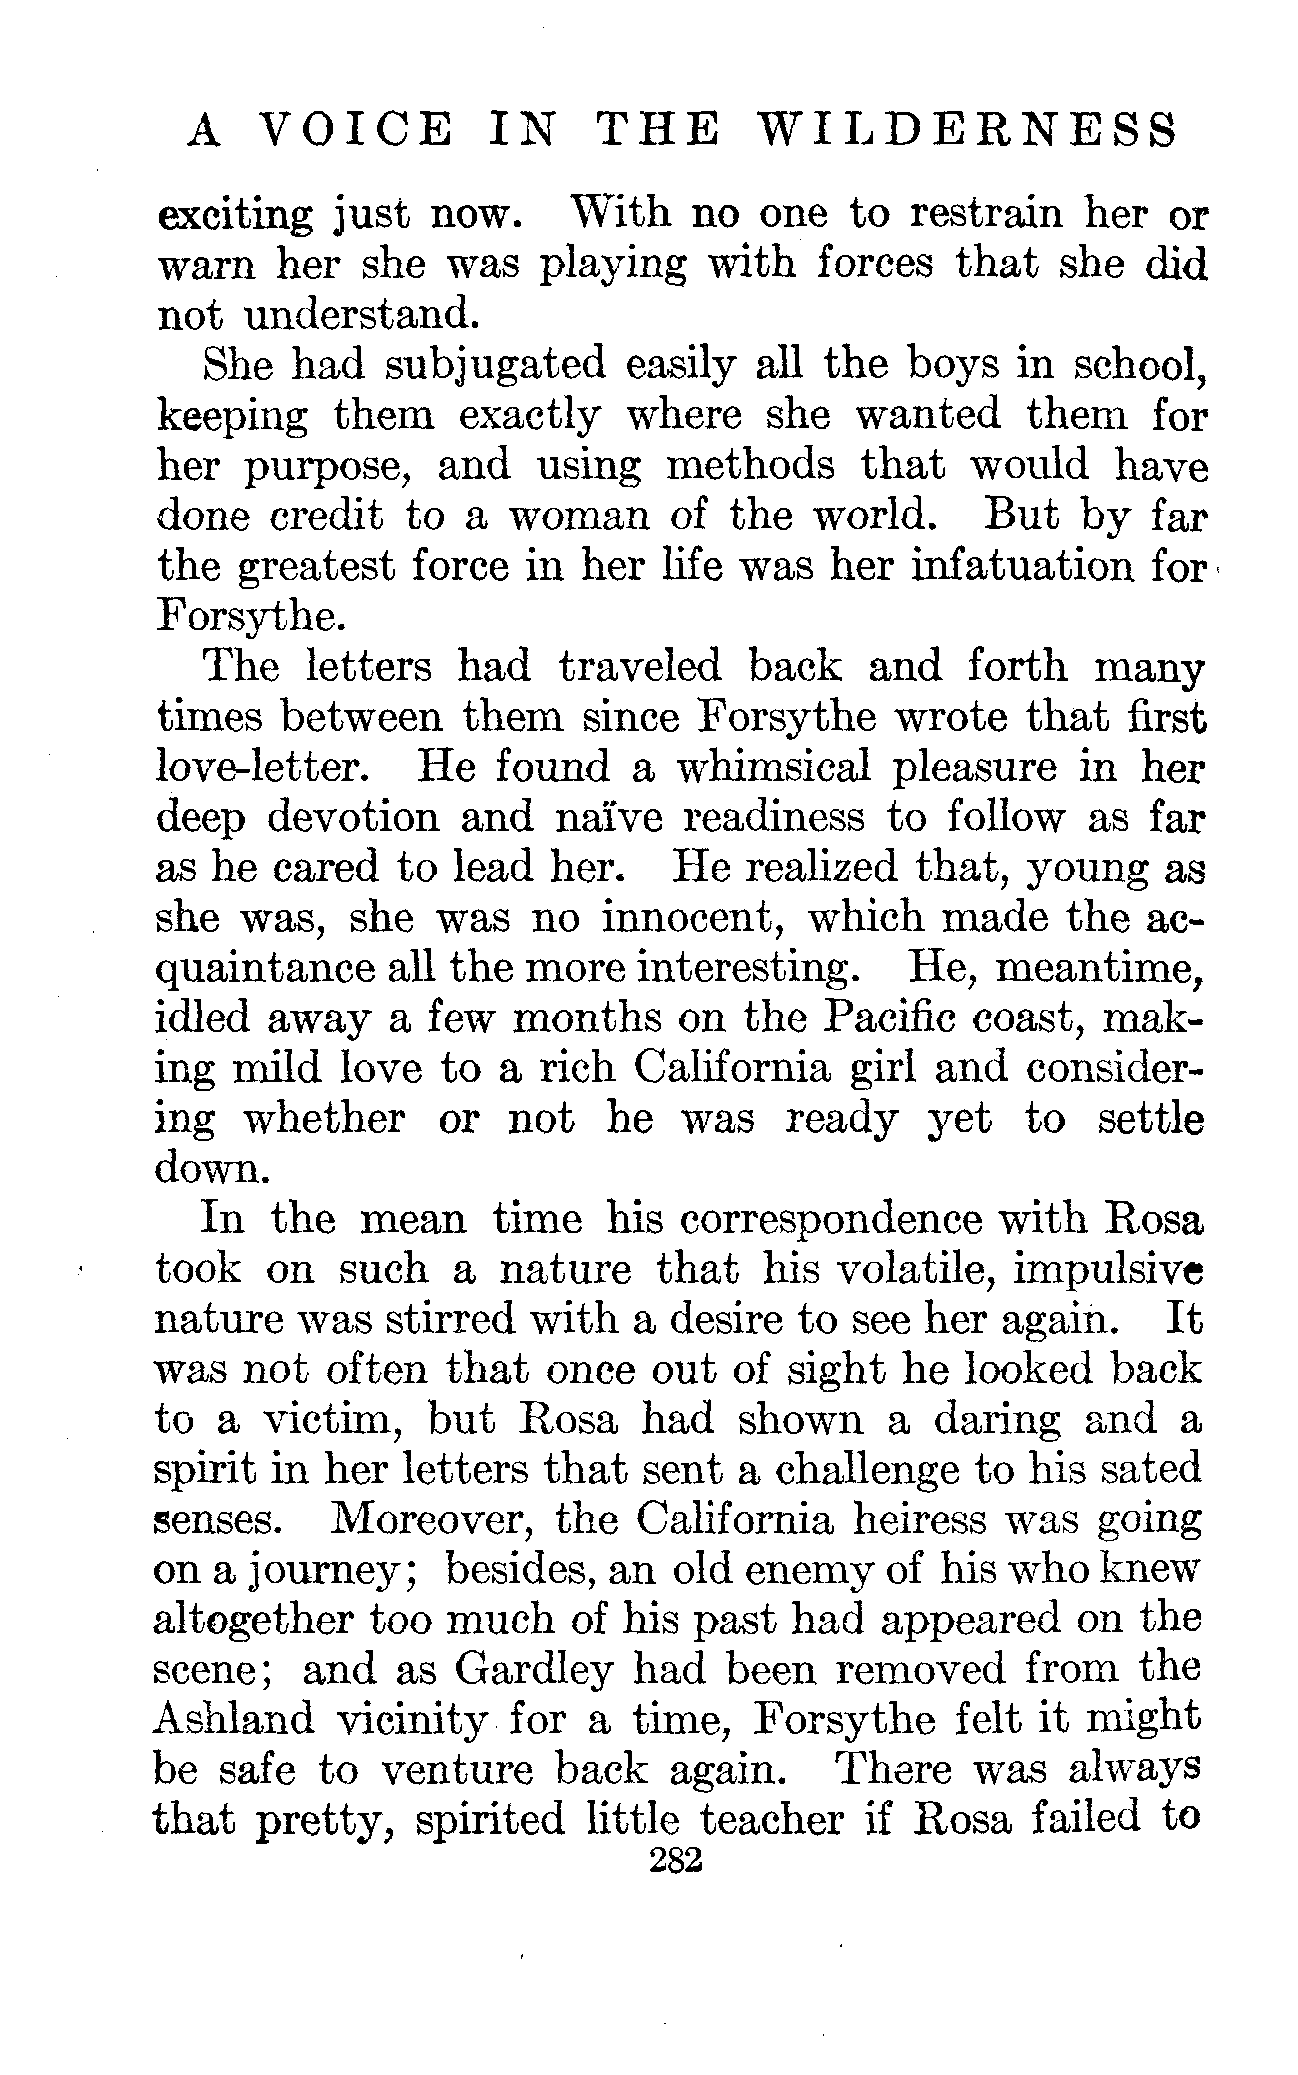 A VOICE IN THE WILDERNESS
exciting just now. With no one to restrain her or
warn her she was playing with forces that she did
not understand.
She had subjugated easily all the boys in school,
keeping them exactly where she wanted them for
her purpose, and using methods that would have
done credit to a woman of the world. But by far
the greatest force in her life was her infatuation for
Forsythe.
The letters had traveled back and forth many
times between them since Forsythe wrote that first
love-letter. He found a whimsical pleasure in her
deep devotion and naïve readiness to follow as far
as he cared to lead her. He realized that, young as
she was, she was no innocent, which made the ac-
quaintance all the more interesting. He, meantime,
idled away a few months on the Pacific coast, mak-
ing mild love to a rich California girl and consider-
ing whether or not he was ready yet to settle
down.
In the mean time his correspondence with Rosa
took on such a nature that his volatile, impulsive
nature was stirred with a desire to see her again. It
was not often that once out of sight he looked back
to a victim, but Rosa had shown a daring and a
spirit in her letters that sent a challenge to his sated
senses. Moreover, the California heiress was going
on a journey; besides, an old enemy of his who knew
altogether too much of his past had appeared on the
scene; and as Gardley had been removed from the
Ashland vicinity for a time, Forsythe felt it might
be safe to venture back again. There was always
that pretty, spirited little teacher if Rosa failed to
282